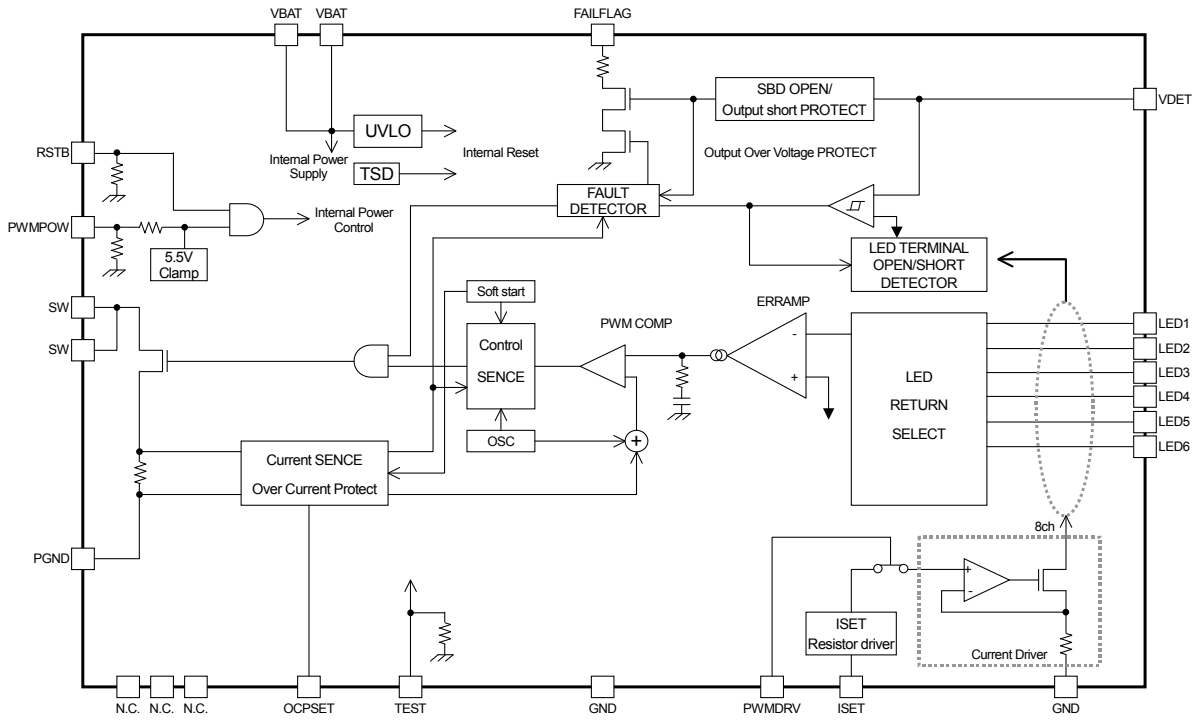 VBAT
VBAT
FAILFLAG
SBD OPEN/
Output short PROTECT
VDET
RSTB
UVLO
Internal Power
Supply
Internal Reset
TSD
Output Over Voltage PROTECT
FAULT
DETECTOR
PWMPOW
Internal Power
Control
5.5V
Clamp
LED TERMINAL
OPEN/SHORT
DETECTOR
SW
SW
Soft start
Control
SENCE
OSC
PWM COMP
+
ERRAMP
-
+
LED
RETURN
SELECT
LED1
LED2
LED3
LED4
LED5
LED6
Current SENCE
Over Current Protect
PGND
8ch
+
-
ISET
Resistor driver
Current Driver
N.C.
N.C.
N.C.
OCPSET
TEST
GND
PWMDRV
ISET
GND